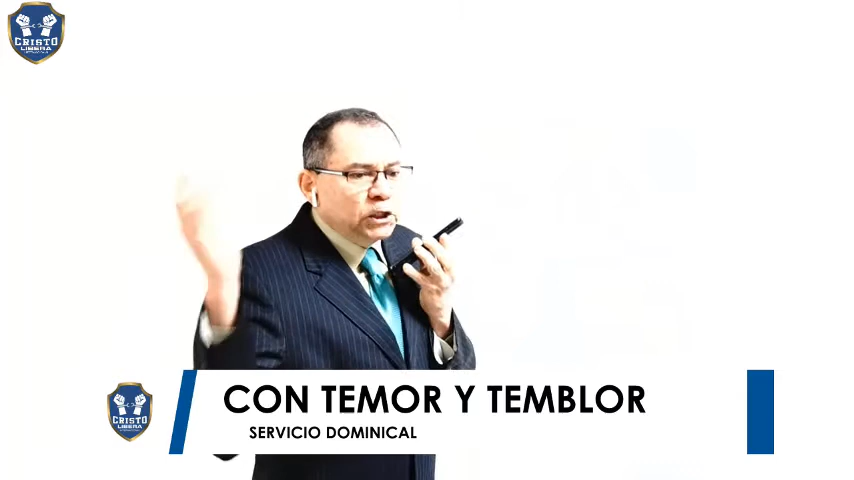 CRISTO
LIBERA
CON TEMOR Y TEMBLOR
SERVICIO DOMINICAL
CRISTO
LIBERA